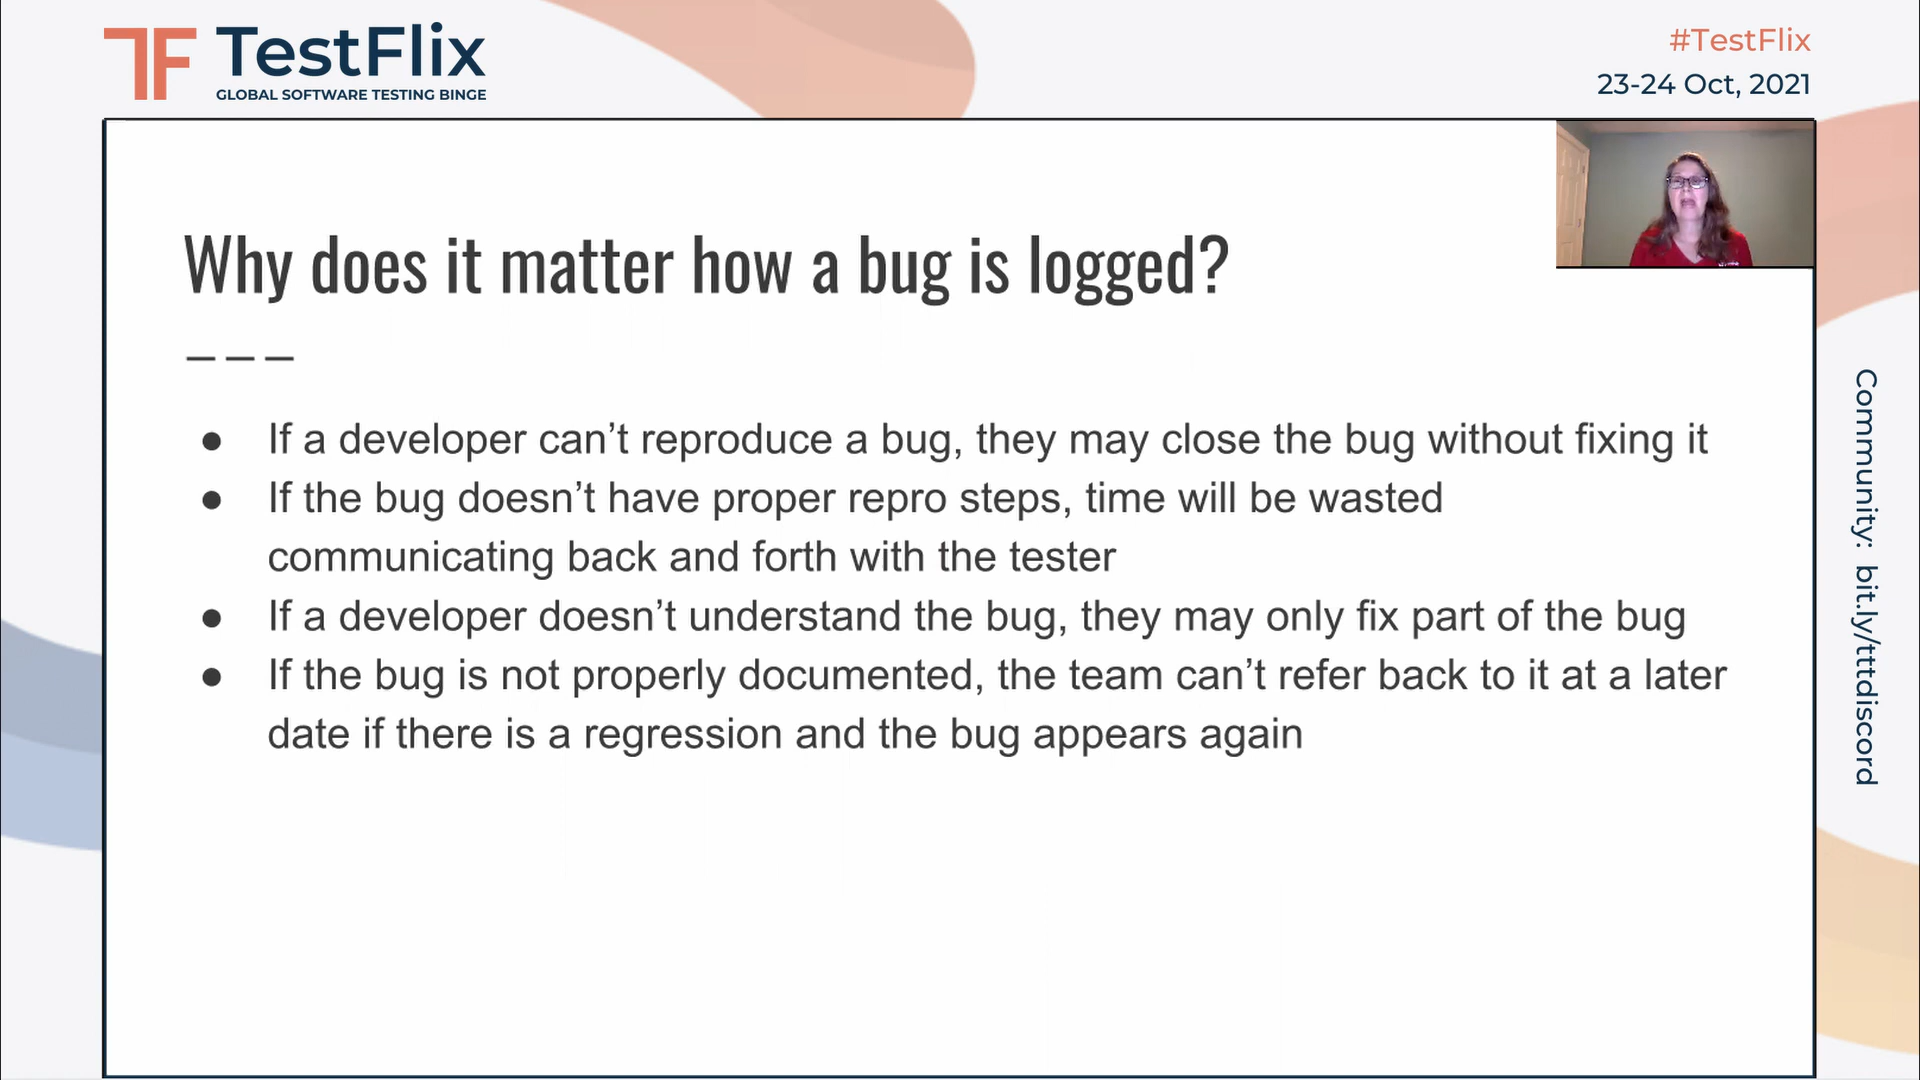 TF TestFlix
GLOBAL SOFTWARE TESTING BINGE
#TestFlix
23-24 Oct, 2021
Why does it matter how a bug is logged?
● If a developer can’t reproduce a bug, they may close the bug without fixing it
● If the bug doesn’t have proper repro steps, time will be wasted
communicating back and forth with the tester
● If a developer doesn’t understand the bug, they may only fix part of the bug
● If the bug is not properly documented, the team can’t refer back to it at a later
date if there is a regression and the bug appears again
Community: bit.ly/tttdiscord